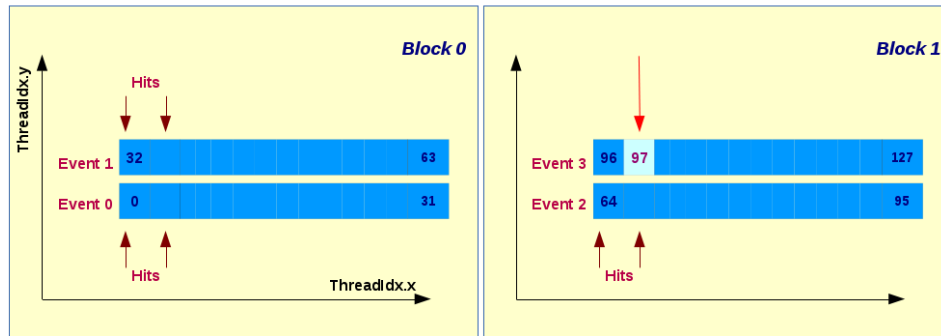 Block 0
ThreadIdx.y
Hits
Event 1 32 63
Event 0 0 31
Hits
ThreadIdx.x
Block 1
Event 3 96 97 127
Event 2 64 95
Hits